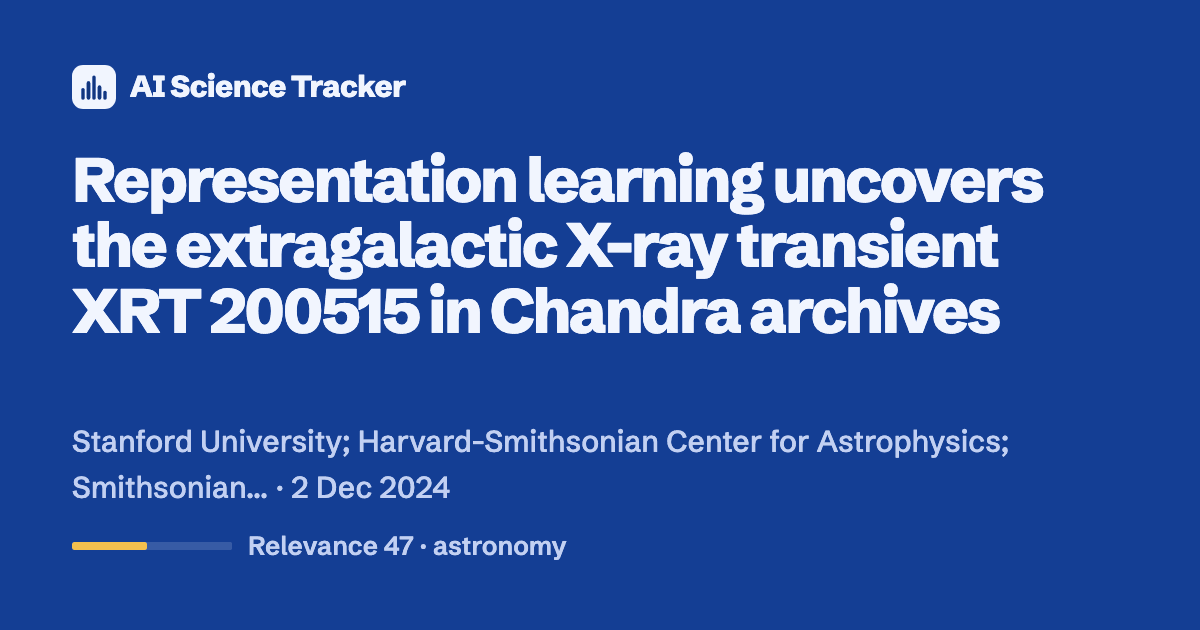 AI Science Tracker
Representation learning uncovers
the extragalactic X-ray transient
XRT 200515 in Chandra archives
Stanford University; Harvard-Smithsonian Center for Astrophysics;
Smithsonian... · 2 Dec 2024
Relevance 47 · astronomy